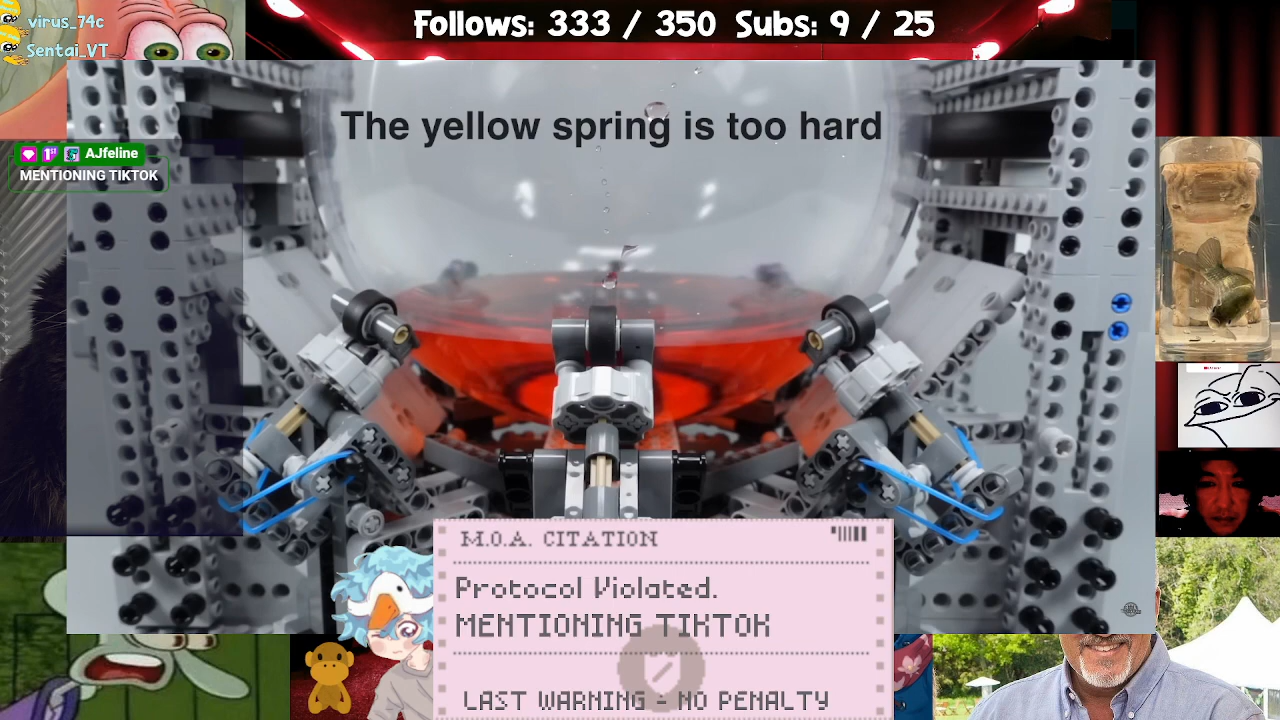 Follows: 333 / 350 Subs: 9 / 25
virus_74c
Sentai_VT
The yellow spring is too hard
AJfeline
MENTIONING TIKTOK
M.O.A. CITATION
Protocol Violated.
MENTIONING TIKTOK
LAST WARNING - NO PENALTY